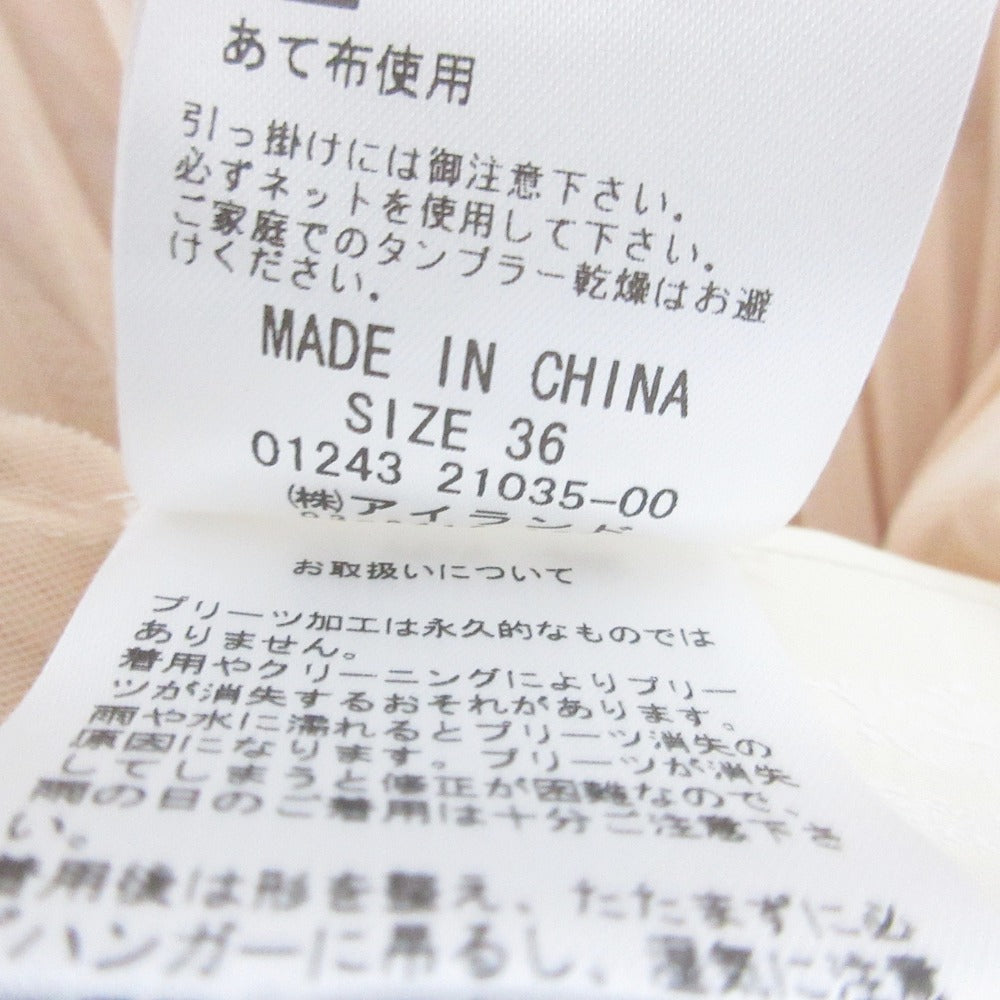 あて布使用
引っ掛けには御注意下さい。
必ずネットを使用して下さい。
ご家庭でのタンブラー乾燥はお避
けください。
MADE IN CHINA
SIZE 36
01243 21035-00
(株)アイランド
お取扱いについて
プリーツ加工は永久的なものでは
ありません。
着用やクリーニングによりプリー
ツが消失するおそれがあります。
雨や水に濡れるとプリーツ消失の
原因になります。プリーツが消失
してしまうと修正が困難なので、
雨の日のご着用は十分ご注意下さ
い。
着用後は形を整え、たたまずに必
ずハンガーに吊るし、湿気に注意